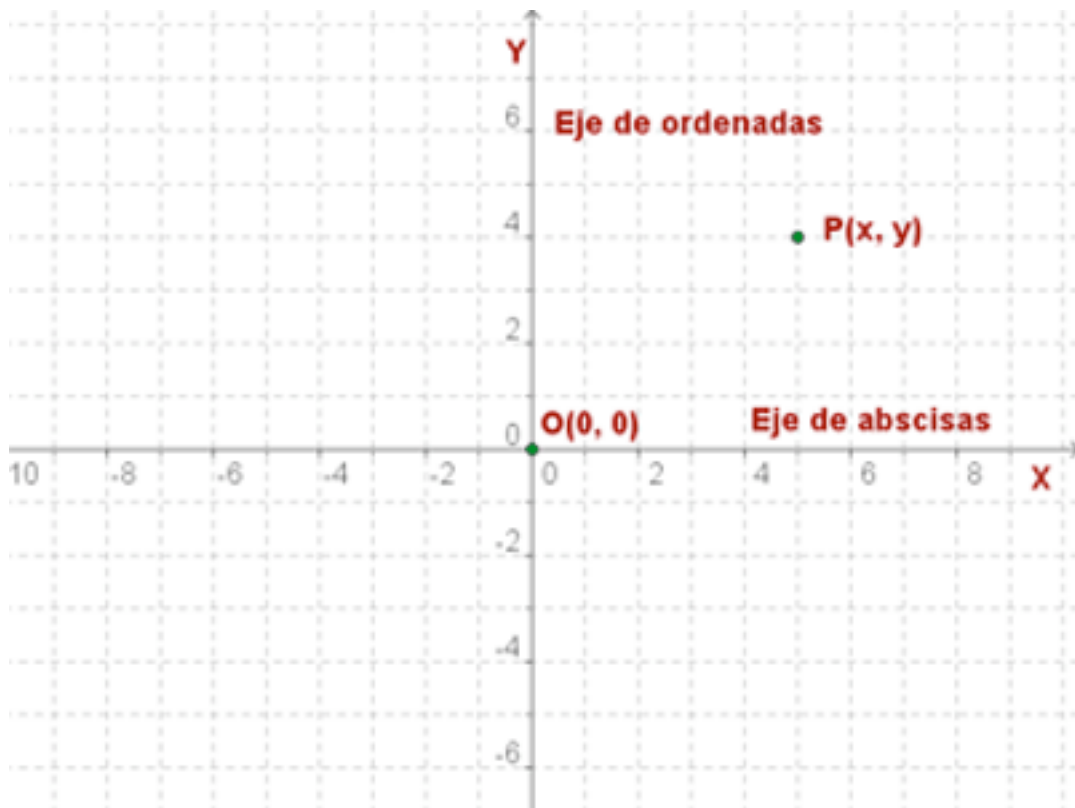 Y
6
Eje de ordenadas
4
P(x, y)
2
0
O(0, 0)
Eje de abscisas
10 -8 -6 -4 -2 0 2 4 6 8 X
-2
-4
-6